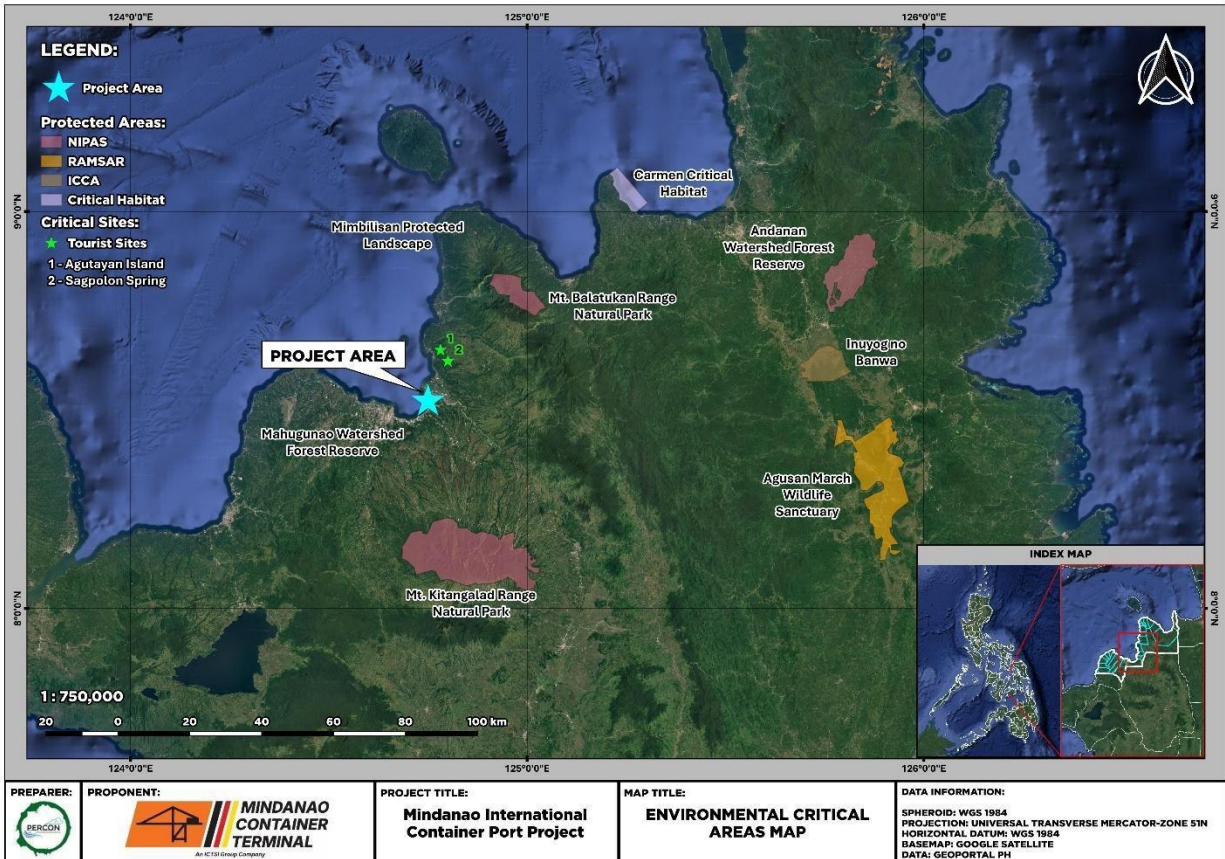 124°0'0"E
125°0'0"E
126°0'0"E
LEGEND:
Project Area
Protected Areas:
NIPAS
RAMSAR
ICCA
Critical Habitat
Critical Sites:
Tourist Sites
1 - Agutayan Island
2 - Sagpolon Spring
9°0'0"N
9°0'0"N
Carmen Critical
Habitat
Mimbilisan Protected
Landscape
Andanan
Watershed Forest
Reserve
Mt. Balatukan Range
Natural Park
1
2
PROJECT AREA
Inuyog no
Banwa
Mahugunao Watershed
Forest Reserve
Agusan March
Wildlife
Sanctuary
Mt. Kitangalad Range
Natural Park
8°0'0"N
8°0'0"N
INDEX MAP
1 : 750,000
20 0 20 40 60 80 100 km
124°0'0"E
125°0'0"E
126°0'0"E
PREPARER:
PERCON
PROPONENT:
MINDANAO
CONTAINER
TERMINAL
An ICTSI Group Company
PROJECT TITLE:
Mindanao International
Container Port Project
MAP TITLE:
ENVIRONMENTAL CRITICAL
AREAS MAP
DATA INFORMATION:
SPHEROID: WGS 1984
PROJECTION: UNIVERSAL TRANSVERSE MERCATOR-ZONE 51N
HORIZONTAL DATUM: WGS 1984
BASEMAP: GOOGLE SATELLITE
DATA: GEOPORTAL PH